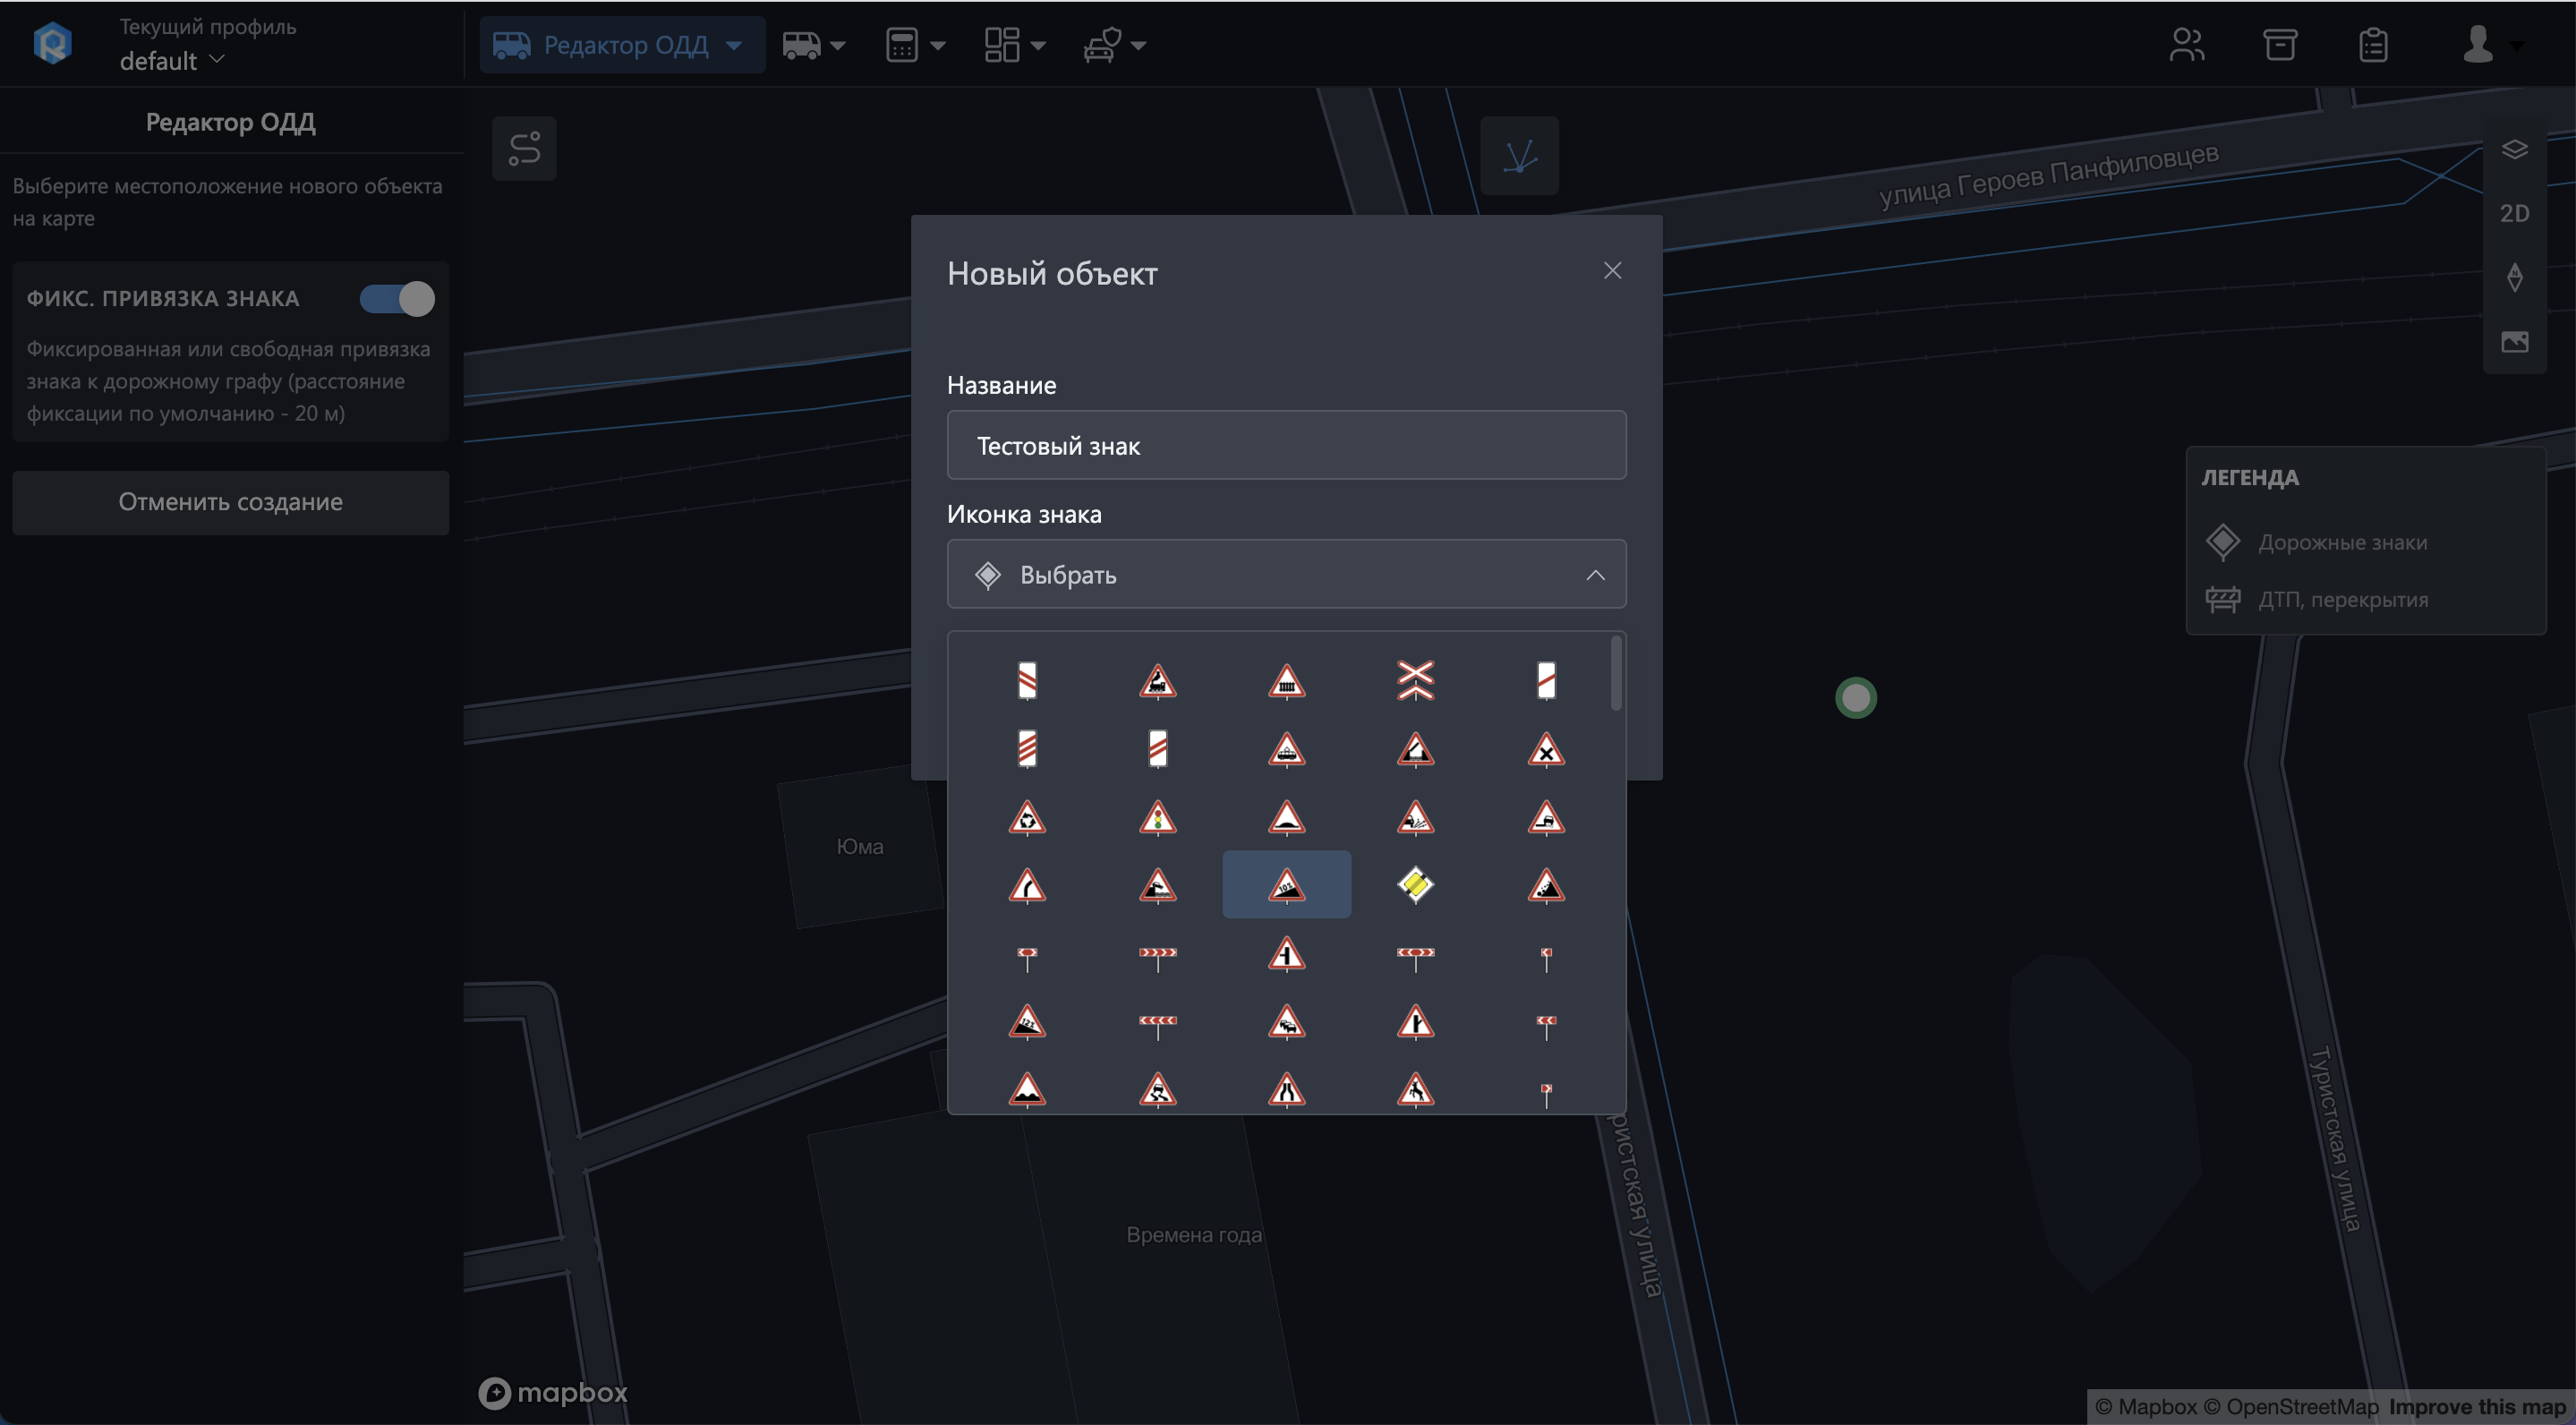 Текущий профиль
default
Редактор ОДД
Редактор ОДД
Выберите местоположение нового объекта
на карте
ФИКС. ПРИВЯЗКА ЗНАКА
Фиксированная или свободная привязка
знака к дорожному графу (расстояние
фиксации по умолчанию - 20 м)
Отменить создание
улица Героев Панфиловцев
2D
Новый объект
Название
Тестовый знак
Иконка знака
Выбрать
ЛЕГЕНДА
Дорожные знаки
ДТП, перекрытия
Юма
Времена года
ристская улица
Туристская улица
mapbox
© Mapbox © OpenStreetMap Improve this map